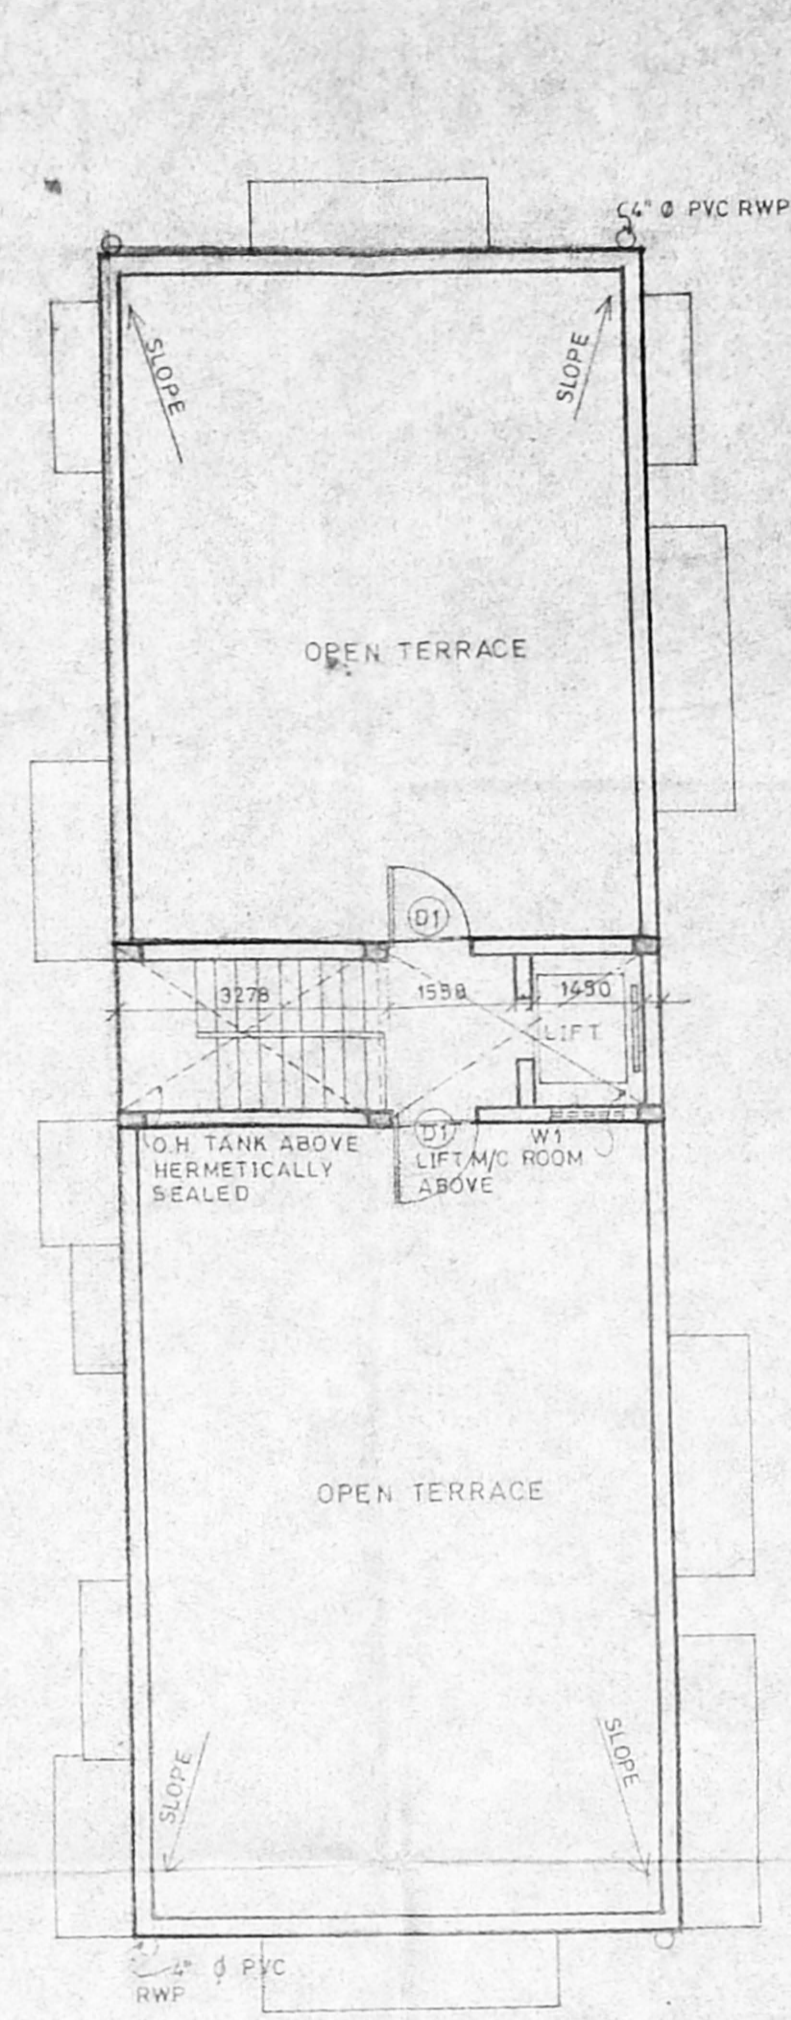 4" Ø PVC RWP
SLOPE
SLOPE
OPEN TERRACE
D1
3278
1450
LIFT
D1
O.H. TANK ABOVE
HERMETICALLY
SEALED
W1
LIFT M/C ROOM
ABOVE
OPEN TERRACE
SLOPE
SLOPE
4" Ø PVC
RWP